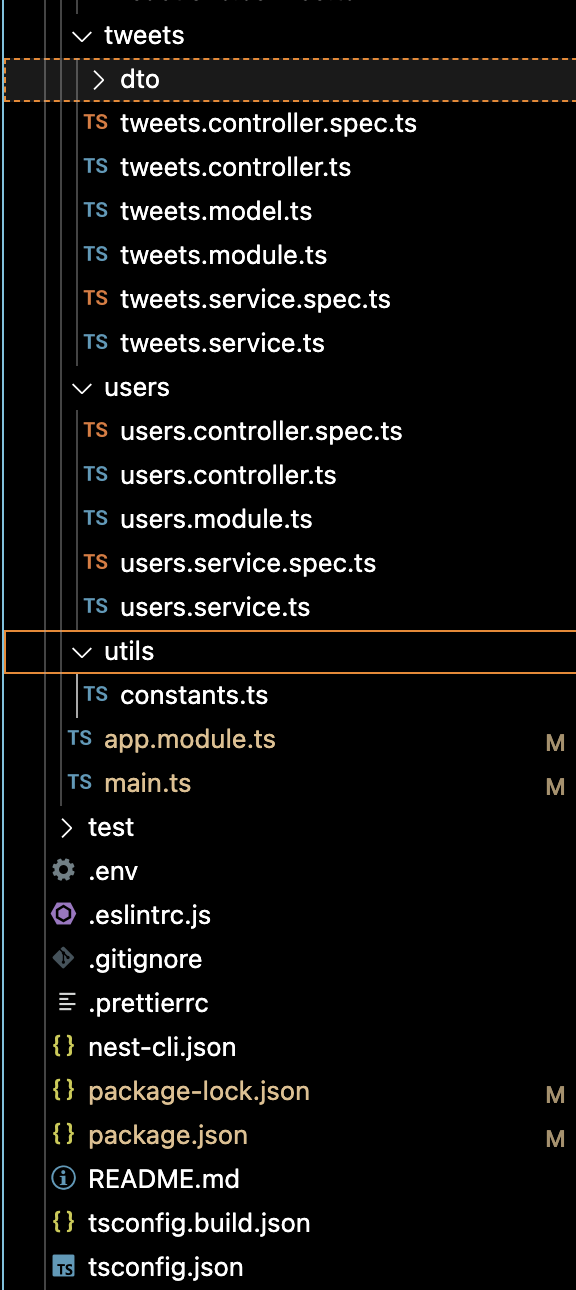 tweets
dto
TS tweets.controller.spec.ts
TS tweets.controller.ts
TS tweets.model.ts
TS tweets.module.ts
TS tweets.service.spec.ts
TS tweets.service.ts
users
TS users.controller.spec.ts
TS users.controller.ts
TS users.module.ts
TS users.service.spec.ts
TS users.service.ts
utils
TS constants.ts
TS app.module.ts M
TS main.ts M
test
.env
.eslintrc.js
.gitignore
.prettierrc
{} nest-cli.json
{} package-lock.json M
{} package.json M
README.md
{} tsconfig.build.json
TS tsconfig.json